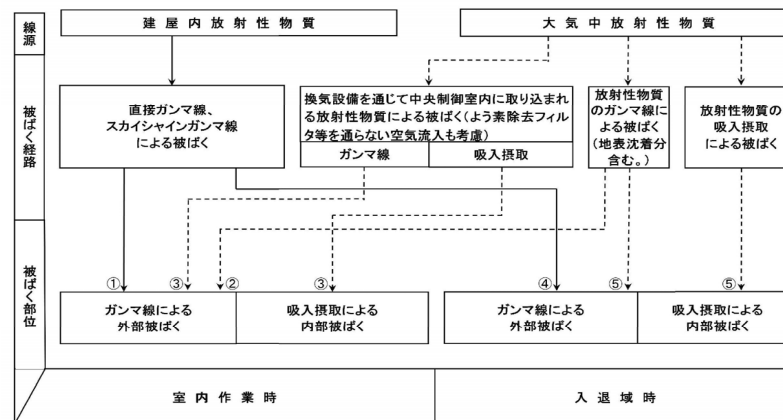 線源
建屋内放射性物質
大気中放射性物質
被ばく経路
直接ガンマ線、
スカイシャインガンマ線
による被ばく
換気設備を通じて中央制御室内に取り込まれ
る放射性物質による被ばく(よう素除去フィル
タ等を通らない空気流入も考慮)
ガンマ線
吸入摂取
放射性物質
のガンマ線に
よる被ばく
(地表沈着分
含む。)
放射性物質の
吸入摂取
による被ばく
被ばく部位
①
③
②
③
④
⑤
⑤
ガンマ線による
外部被ばく
吸入摂取による
内部被ばく
ガンマ線による
外部被ばく
吸入摂取による
内部被ばく
室内作業時
入退域時